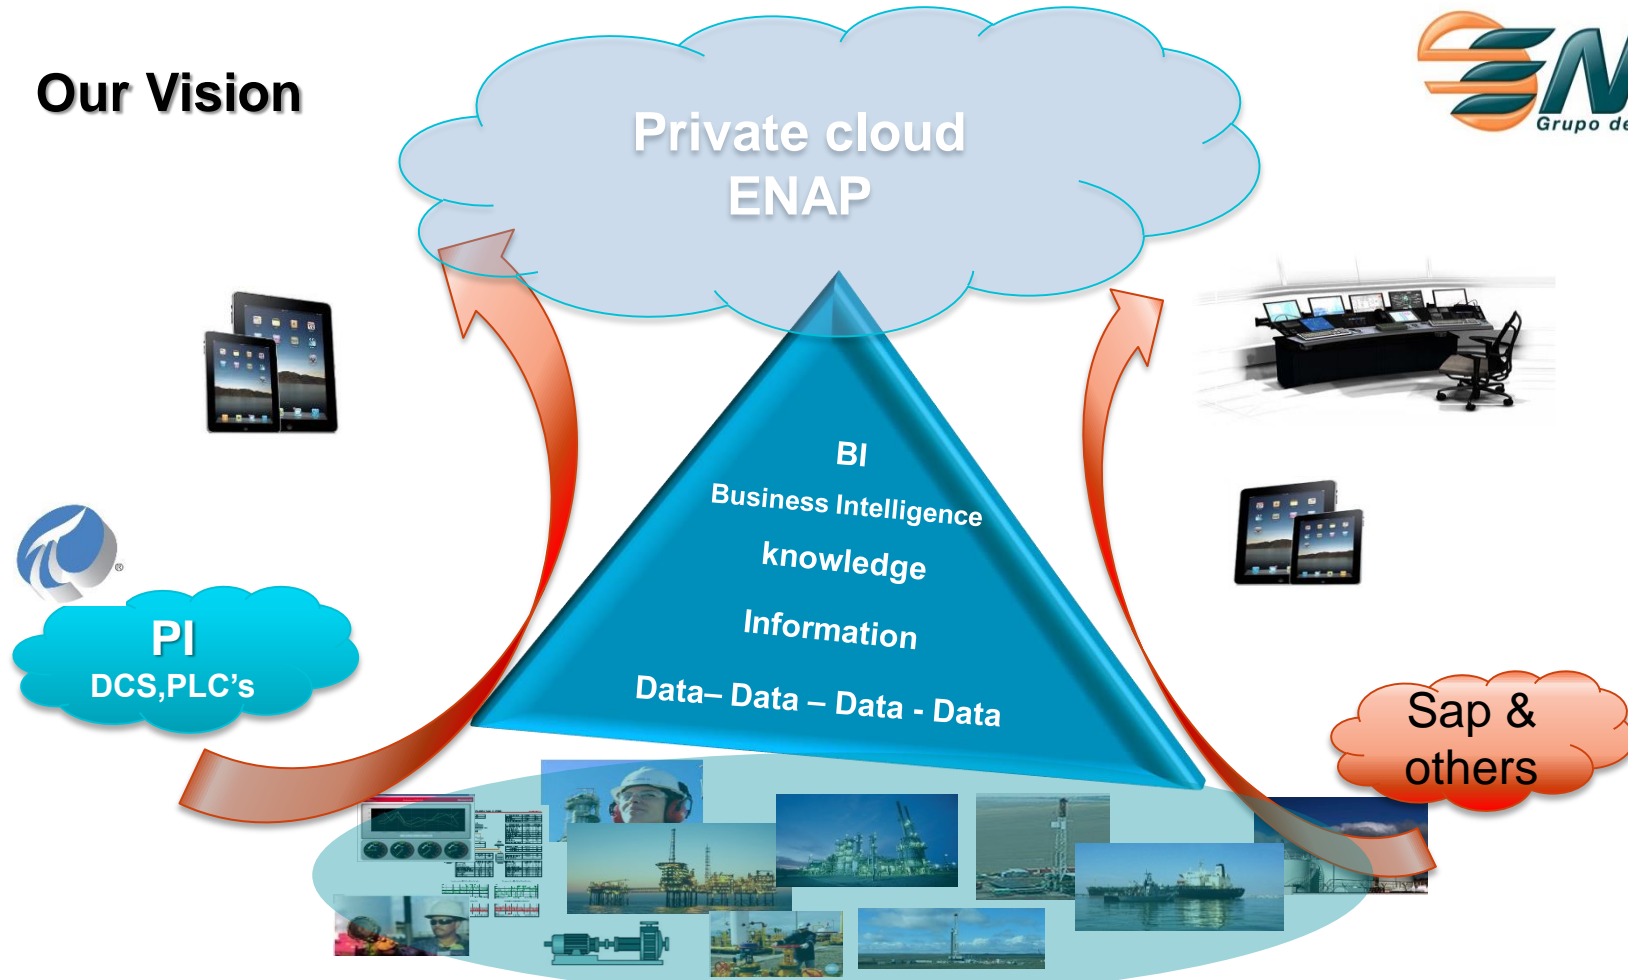 Our Vision
Private cloud
ENAP
Grupo de
BI
Business Intelligence
knowledge
Information
Data– Data – Data - Data
PI
DCS,PLC’s
®
Sap &
others